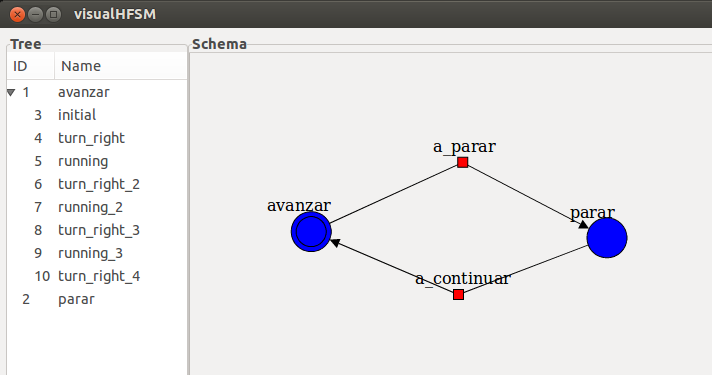 visualHFSM
Tree
ID Name
1 avanzar
3 initial
4 turn_right
5 running
6 turn_right_2
7 running_2
8 turn_right_3
9 running_3
10 turn_right_4
2 parar
Schema
a_parar
avanzar
parar
a_continuar